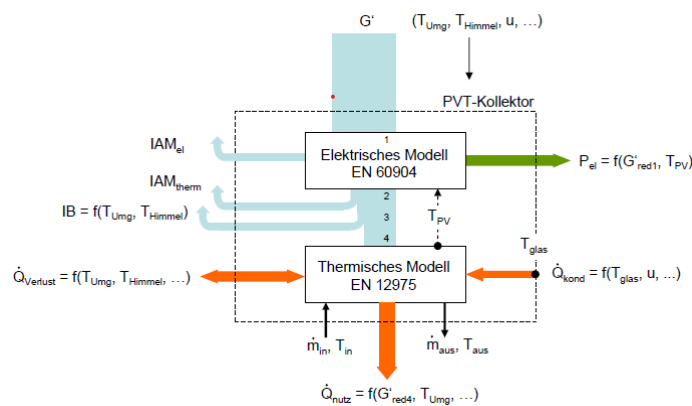 G‘
(T_Umg, T_Himmel, u, …)
PVT-Kollektor
IAM_el
1
Elektrisches Modell
EN 60904
P_el = f(G‘_red1, T_PV)
IAM_therm
2
IB = f(T_Umg, T_Himmel)
3
T_PV
4
T_glas
Q̇_Verlust = f(T_Umg, T_Himmel, …)
Thermisches Modell
EN 12975
Q̇_kond = f(T_glas, u, ...)
ṁ_in, T_in
ṁ_aus, T_aus
Q̇_nutz = f(G‘_red4, T_Umg, …)